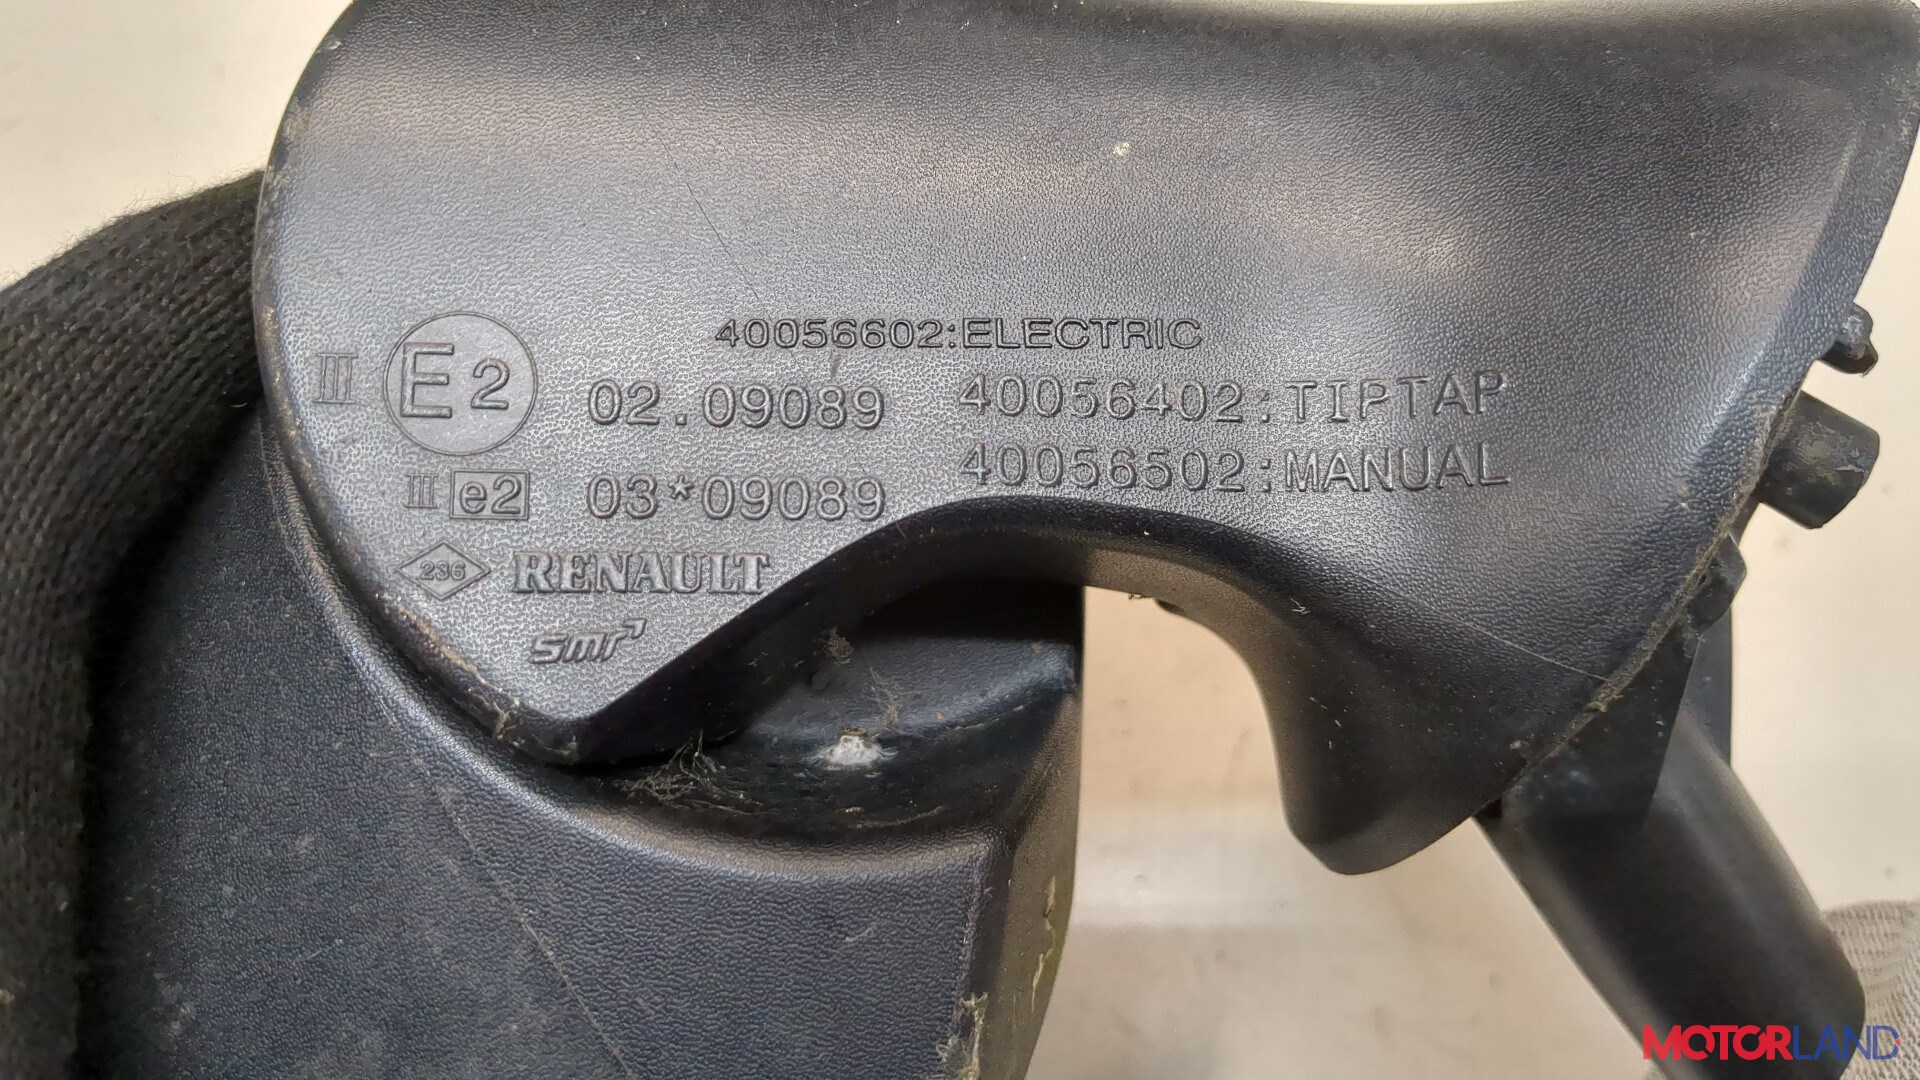 40056602:ELECTRIC
III E2 02.09089 40056402:TIPTAP
40056502:MANUAL
III e2 03*09089
236 RENAULT
smr
MOTORLAND